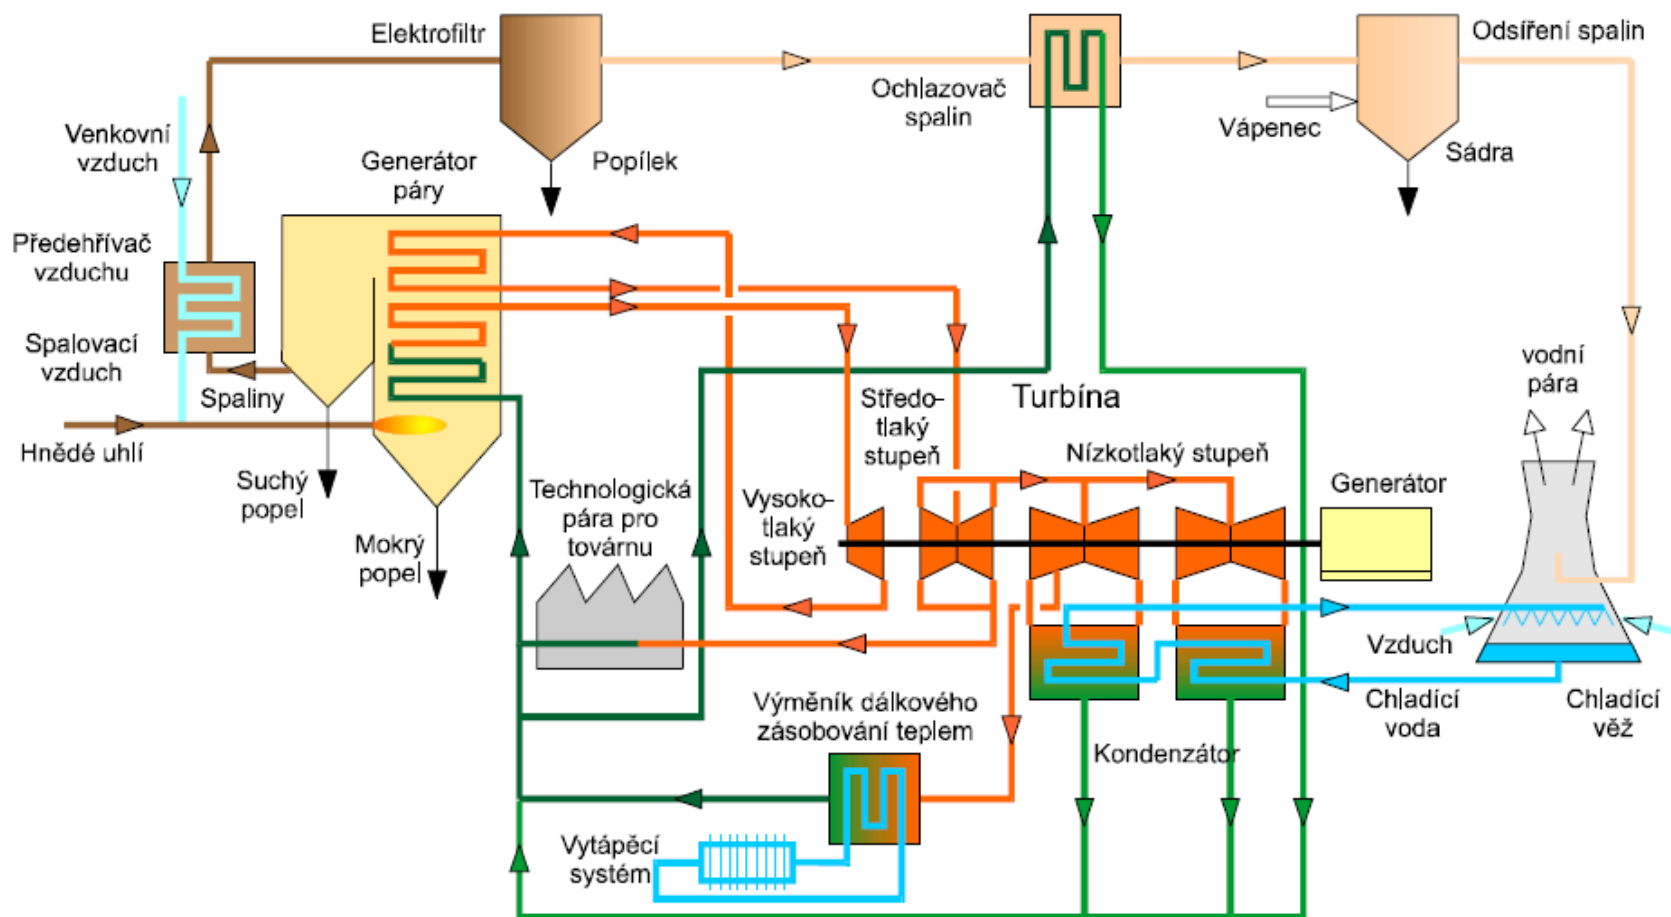 Elektrofiltr
Odsíření spalin
Ochlazovač
spalin
Vápenec
Sádra
Venkovní
vzduch
Popílek
Generátor
páry
Předehřívač
vzduchu
Spalovací
vzduch
Spaliny
Hnědé uhlí
Suchý
popel
Mokrý
popel
Technologická
pára pro
továrnu
Středo-
tlaký
stupeň
Turbína
Vysoko-
tlaký
stupeň
Nízkotlaký stupeň
Generátor
vodní
pára
Vzduch
Chladící
voda
Chladící
věž
Výměník dálkového
zásobování teplem
Kondenzátor
Vytápěcí
systém